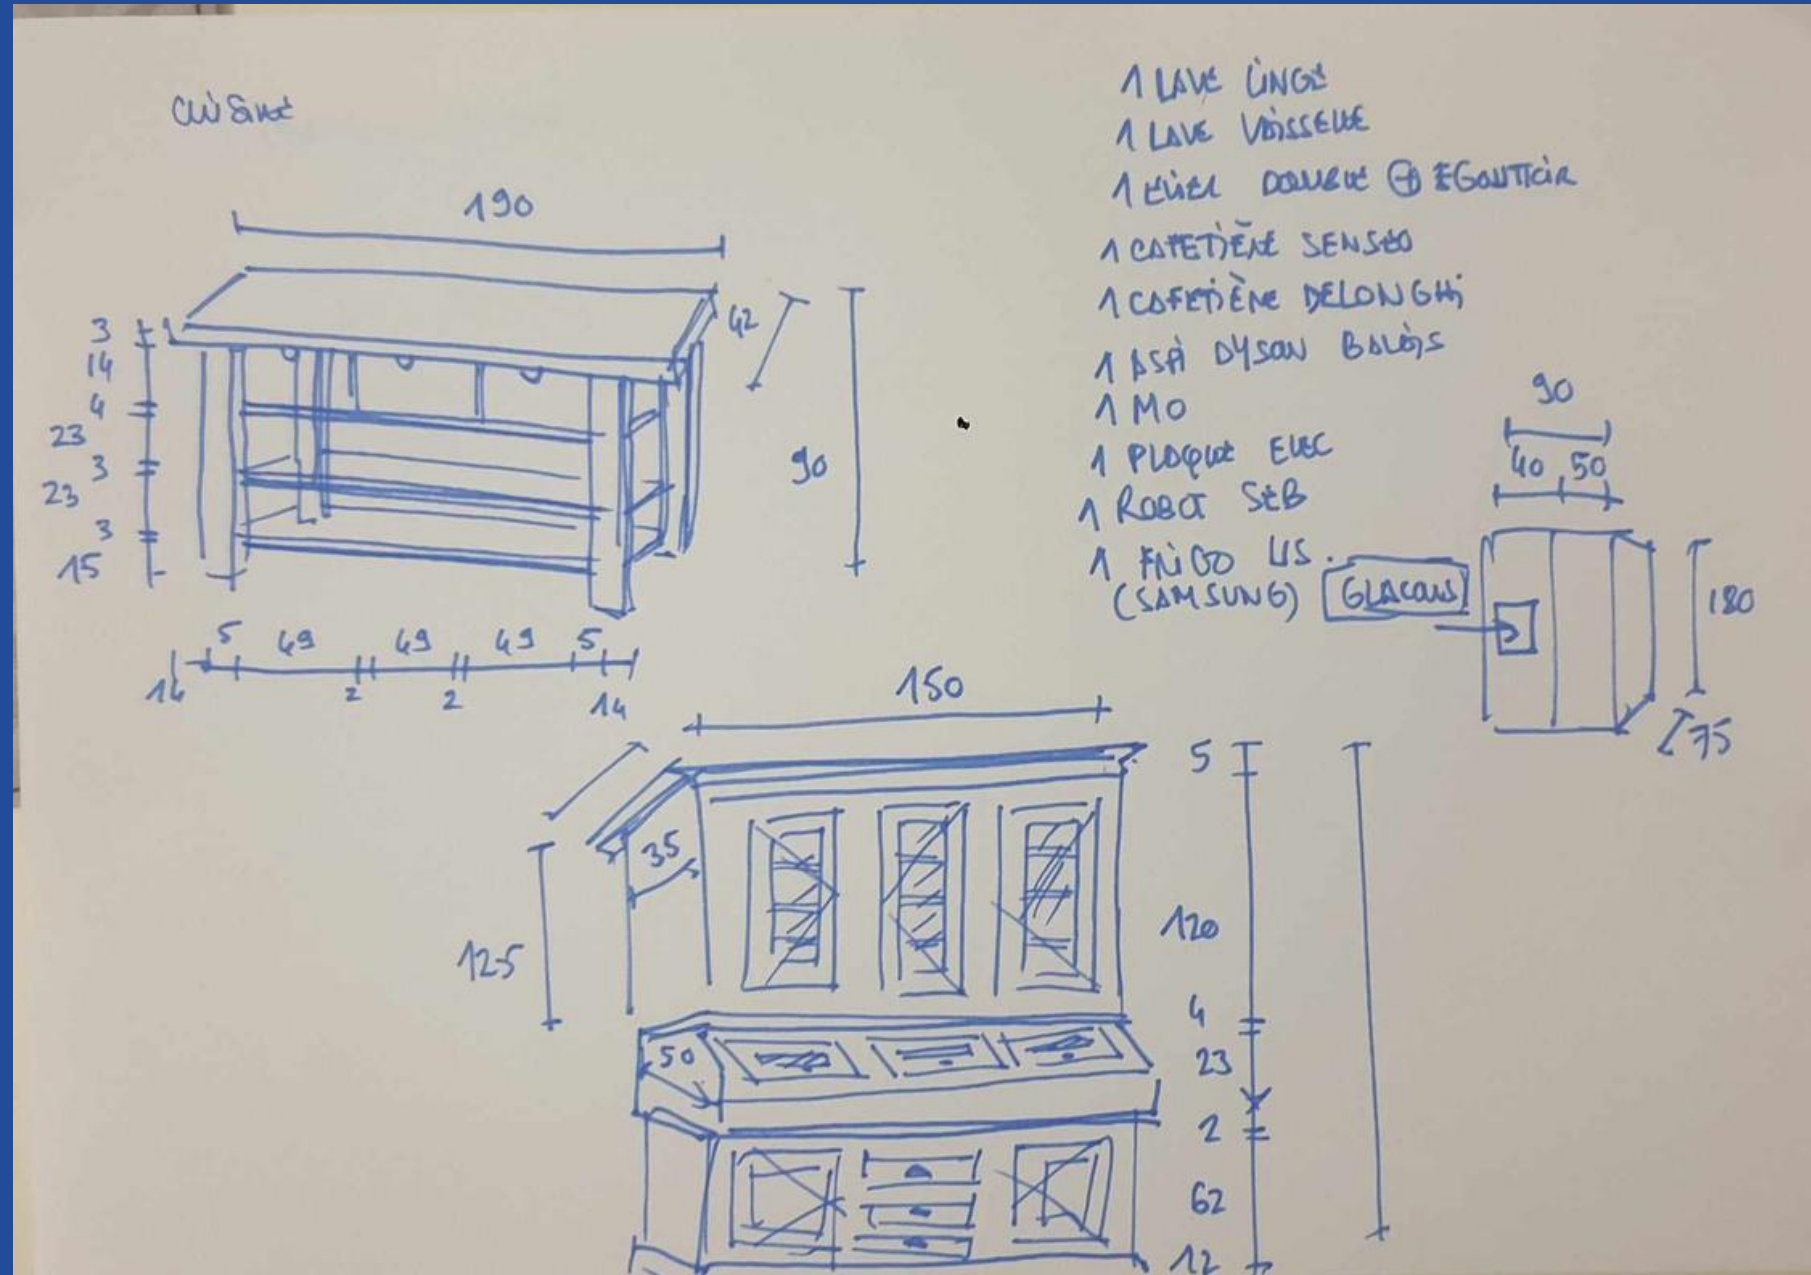 CUISINE
190
42
90
3
14
4
23
3
23
3
15
5 49 49 49 5
14 2 2 14
1 LAVE LINGE
1 LAVE VAISSELLE
1 EVIER DOUBLE + EGOUTTOIR
1 CAFETIÈRE SENSEO
1 CAFETIÈRE DELONGHI
1 ASPI DYSON BALAIS
1 MO
1 PLAQUE ELEC
1 ROBOT SEB
1 FRIGO US.
(SAMSUNG) GLACONS
90
40 50
180
75
150
35
125
50
5
120
4
23
2
62
12